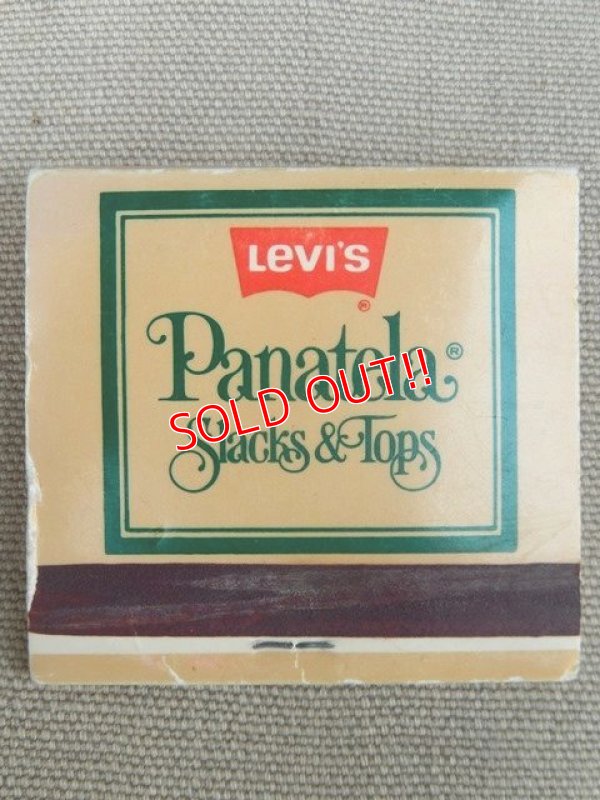 Levi's
®
Panatela ®
SOLD OUT!!
Slacks & Tops